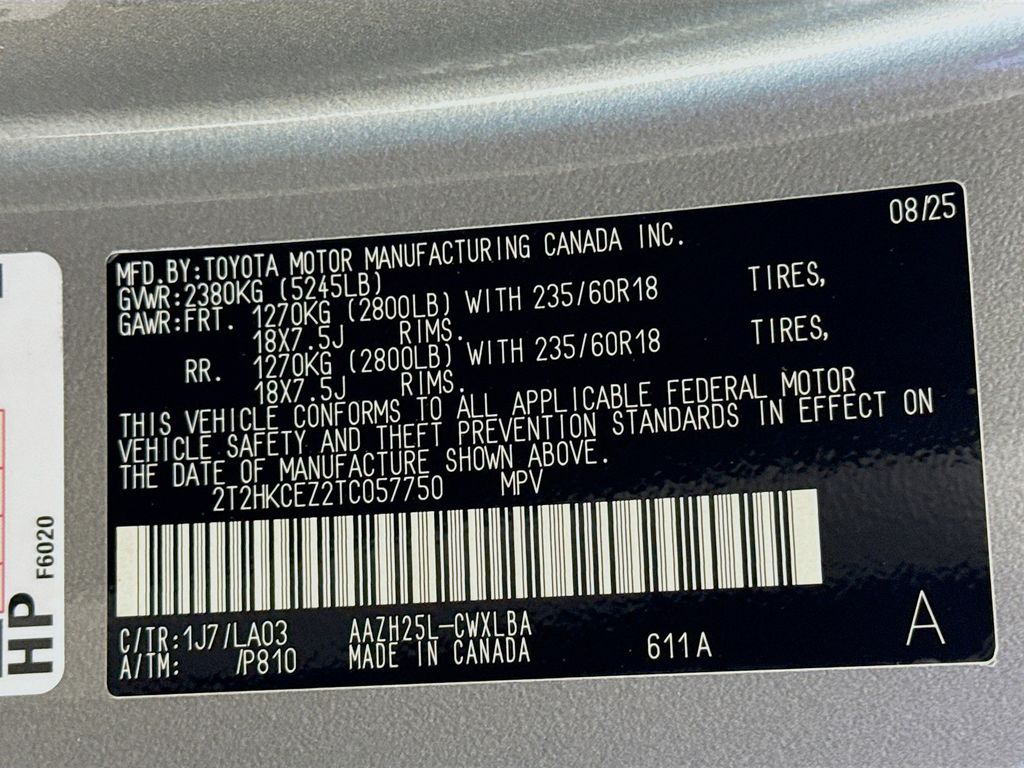 08/25
MFD.BY:TOYOTA MOTOR MANUFACTURING CANADA INC.
GVWR:2380KG (5245LB)
GAWR:FRT. 1270KG (2800LB) WITH 235/60R18 TIRES,
18X7.5J RIMS.
RR. 1270KG (2800LB) WITH 235/60R18 TIRES,
18X7.5J RIMS.
THIS VEHICLE CONFORMS TO ALL APPLICABLE FEDERAL MOTOR
VEHICLE SAFETY AND THEFT PREVENTION STANDARDS IN EFFECT ON
THE DATE OF MANUFACTURE SHOWN ABOVE.
2T2HKCEZ2TC057750 MPV
C/TR:1J7/LA03 AAZH25L-CWXLBA
A/TM: /P810 MADE IN CANADA 611A A
HP F6020